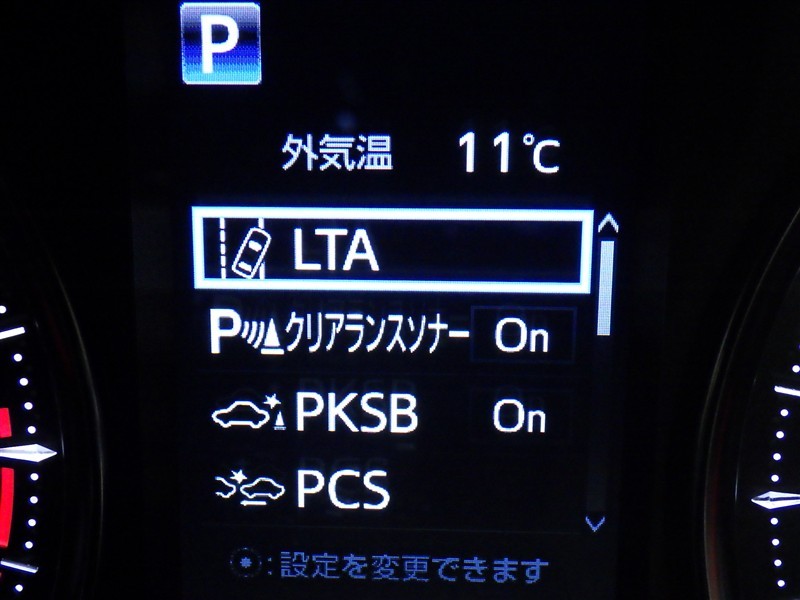 P
外気温 11℃
LTA
P クリアランスソナー On
PKSB On
PCS
:設定を変更できます